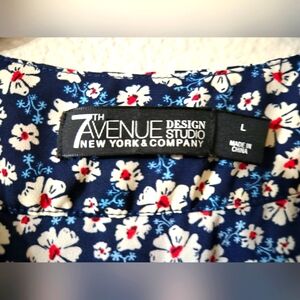 7TH AVENUE DESIGN STUDIO
NEW YORK & COMPANY
L
MADE IN
CHINA